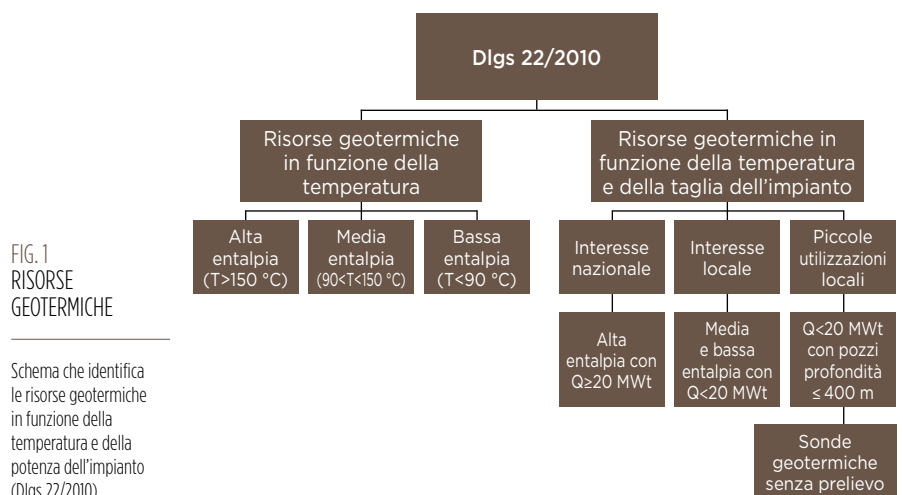 Dlgs 22/2010
Risorse geotermiche
in funzione della
temperatura
Risorse geotermiche in
funzione della temperatura
e della taglia dell'impianto
Alta
entalpia
(T>150 °C)
Media
entalpia
(90<T<150 °C)
Bassa
entalpia
(T<90 °C)
Interesse
nazionale
Interesse
locale
Piccole
utilizzazioni
locali
Alta
entalpia con
Q≥20 MWt
Media
e bassa
entalpia con
Q<20 MWt
Q<20 MWt
con pozzi
profondità
≤ 400 m
Sonde
geotermiche
senza prelievo
FIG. 1
RISORSE
GEOTERMICHE
Schema che identifica
le risorse geotermiche
in funzione della
temperatura e della
potenza dell'impianto
(Dlgs 22/2010)